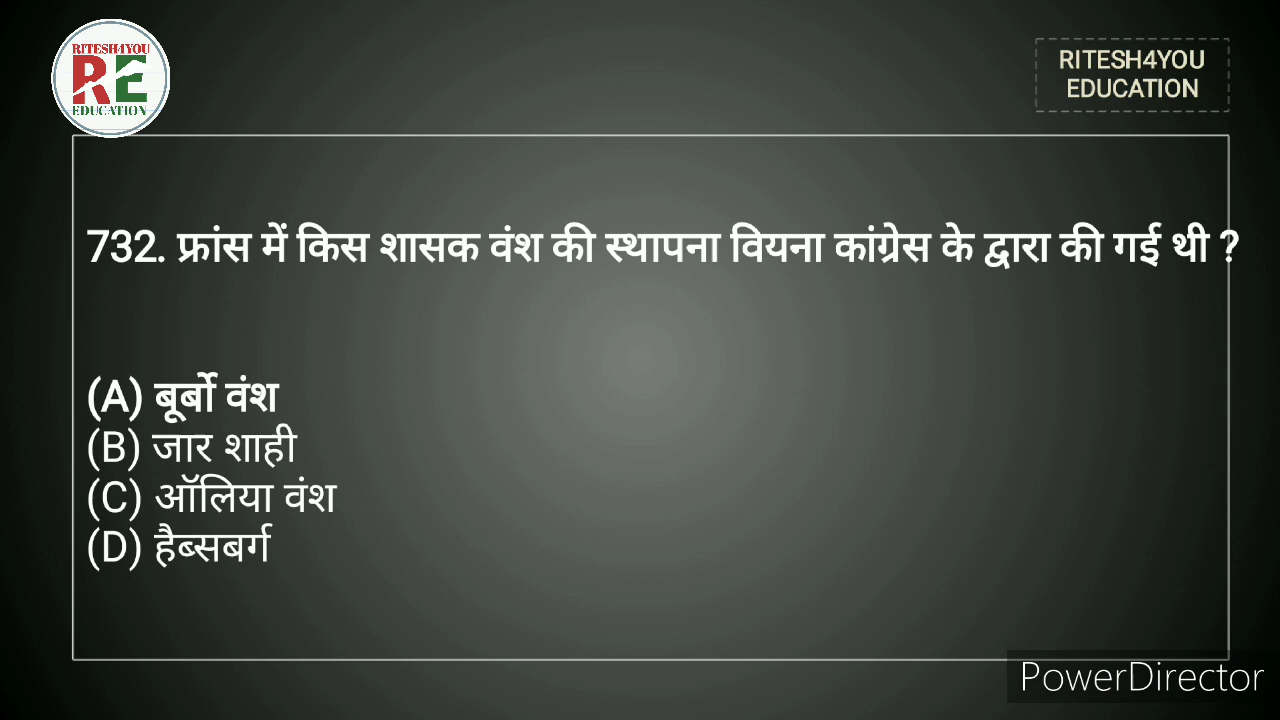 RITESH4YOU
RE
EDUCATION
RITESH4YOU
EDUCATION
732. फ्रांस में किस शासक वंश की स्थापना वियना कांग्रेस के द्वारा की गई थी ?
(A) बूर्बो वंश
(B) जार शाही
(C) ऑलिया वंश
(D) हैब्सबर्ग
PowerDirector